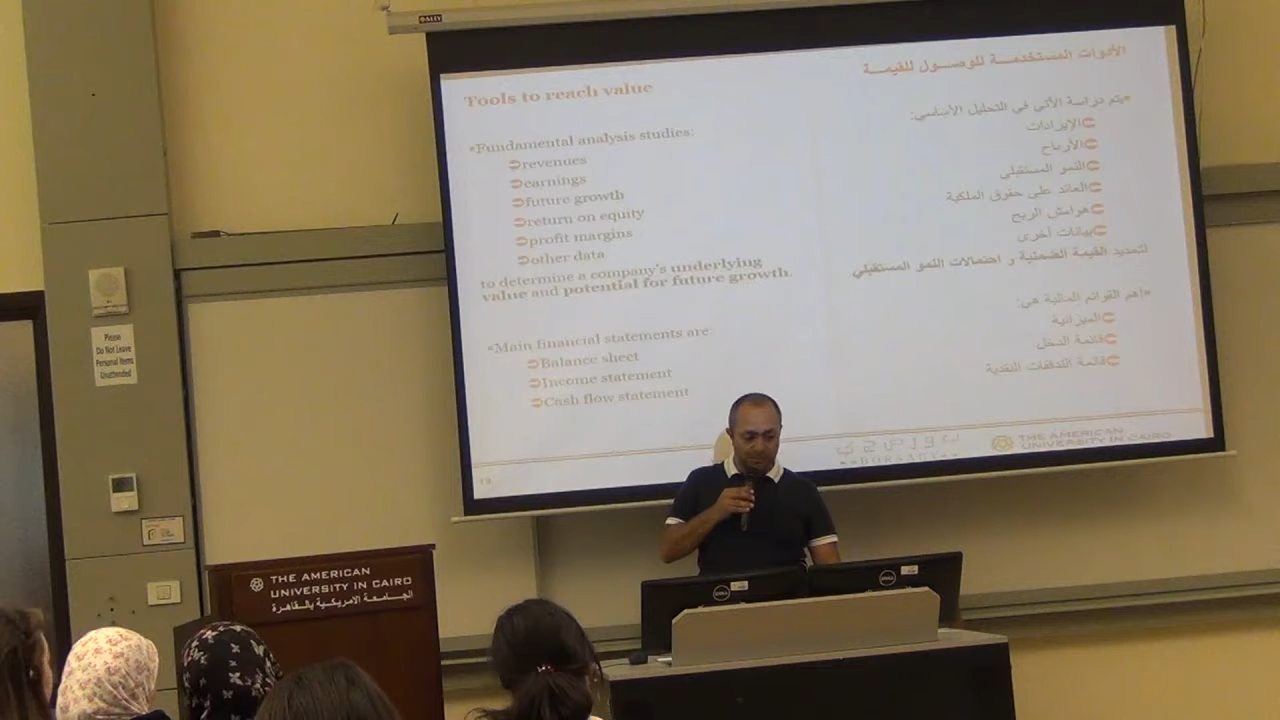 DALITE
Tools to reach value
•Fundamental analysis studies:
➲revenues
➲earnings
➲future growth
➲return on equity
➲profit margins
➲other data
to determine a company's underlying
value and potential for future growth.
•Main financial statements are:
➲Balance sheet
➲Income statement
➲Cash flow statement
الأدوات المستخدمة للوصول للقيمة
•يتم دراسة الآتي في التحليل الأساسي:
➲الإيرادات
➲الأرباح
➲النمو المستقبلي
➲العائد على حقوق الملكية
➲هوامش الربح
➲بيانات أخرى
لتحديد القيمة الضمنية و احتمالات النمو المستقبلي
•اهم القوائم المالية هي:
➲الميزانية
➲قائمة الدخل
➲قائمة التدفقات النقدية
THE AMERICAN
UNIVERSITY IN CAIRO
Please
Do Not Leave
Personal Items
Unattended
THE AMERICAN
UNIVERSITY IN CAIRO
الجامعة الأمريكية بالقاهرة
DELL
DELL